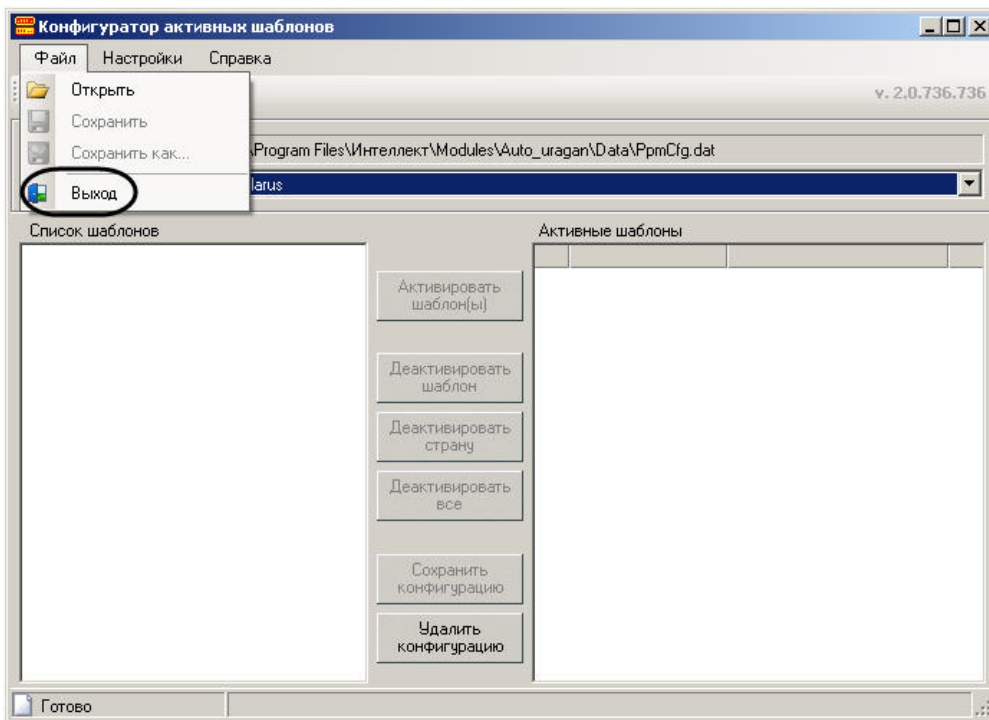 Конфигуратор активных шаблонов
Файл Настройки Справка
Открыть
v. 2.0.736.736
Сохранить
Сохранить как...
\Program Files\Интеллект\Modules\Auto_uragan\Data\PpmCfg.dat
Выход
larus
Список шаблонов
Активные шаблоны
Активировать
шаблон(ы)
Деактивировать
шаблон
Деактивировать
страну
Деактивировать
все
Сохранить
конфигурацию
Удалить
конфигурацию
Готово